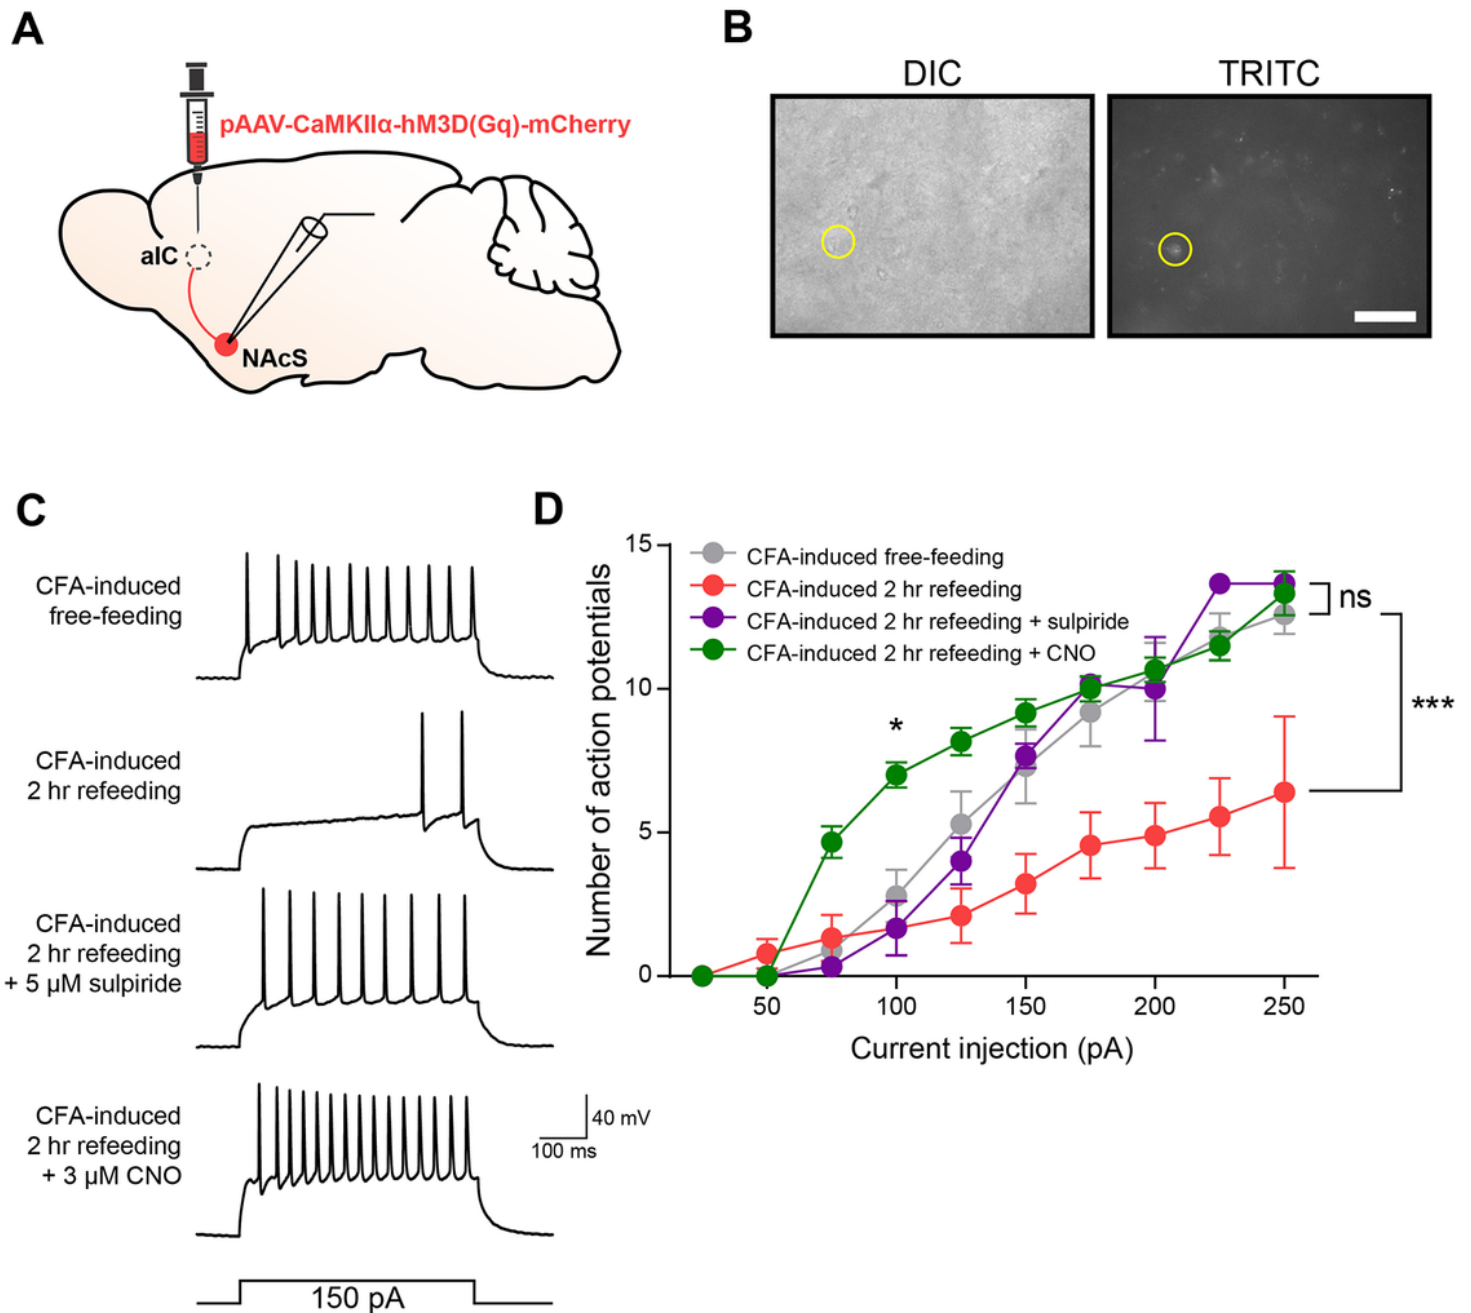 A
pAAV-CaMKIIα-hM3D(Gq)-mCherry
aIC
NAcS
B
DIC
TRITC
C
CFA-induced
free-feeding
CFA-induced
2 hr refeeding
CFA-induced
2 hr refeeding
+ 5 µM sulpiride
CFA-induced
2 hr refeeding
+ 3 µM CNO
40 mV
100 ms
150 pA
D
Number of action potentials
15
10
5
0
CFA-induced free-feeding
CFA-induced 2 hr refeeding
CFA-induced 2 hr refeeding + sulpiride
CFA-induced 2 hr refeeding + CNO
*
ns
***
50
100
150
200
250
Current injection (pA)